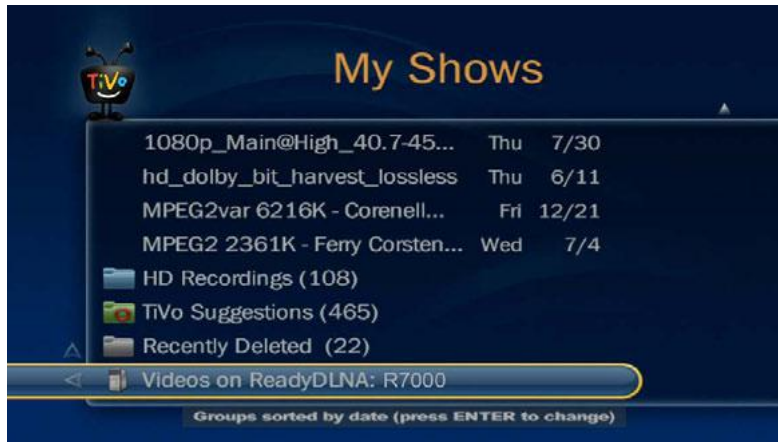 TiVo
My Shows
1080p_Main@High_40.7-45... Thu 7/30
hd_dolby_bit_harvest_lossless Thu 6/11
MPEG2var 6216K - Corenell... Fri 12/21
MPEG2 2361K - Ferry Corsten... Wed 7/4
HD Recordings (108)
TiVo Suggestions (465)
Recently Deleted (22)
Videos on ReadyDLNA: R7000
Groups sorted by date (press ENTER to change)